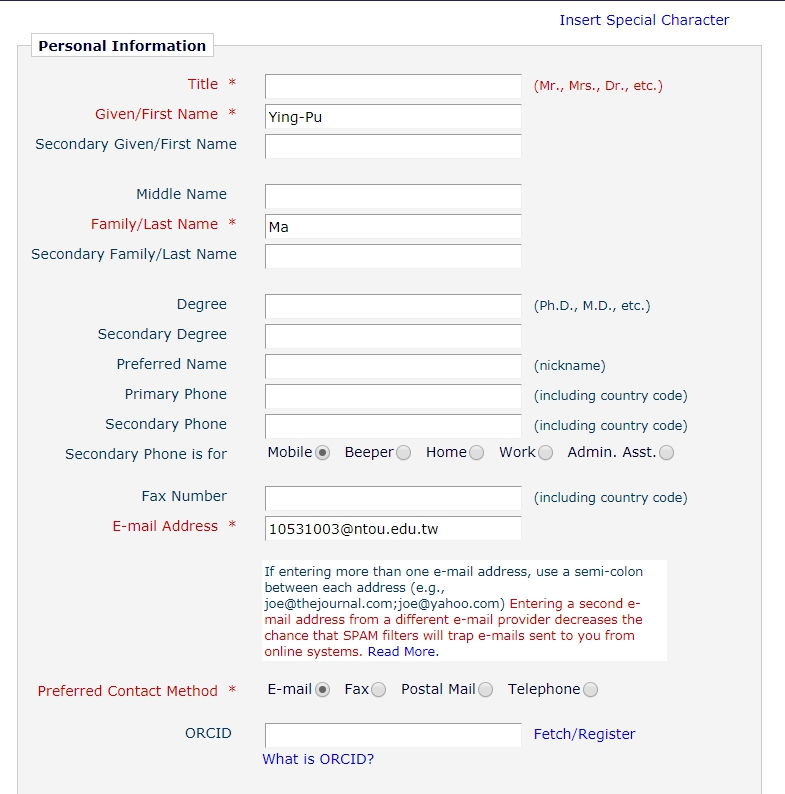 Insert Special Character
Personal Information
Title *
(Mr., Mrs., Dr., etc.)
Given/First Name * Ying-Pu
Secondary Given/First Name
Middle Name
Family/Last Name * Ma
Secondary Family/Last Name
Degree (Ph.D., M.D., etc.)
Secondary Degree
Preferred Name (nickname)
Primary Phone (including country code)
Secondary Phone (including country code)
Secondary Phone is for Mobile Beeper Home Work Admin. Asst.
Fax Number (including country code)
E-mail Address * 10531003@ntou.edu.tw
If entering more than one e-mail address, use a semi-colon
between each address (e.g.,
joe@thejournal.com;joe@yahoo.com) Entering a second e-
mail address from a different e-mail provider decreases the
chance that SPAM filters will trap e-mails sent to you from
online systems. Read More.
Preferred Contact Method * E-mail Fax Postal Mail Telephone
ORCID Fetch/Register
What is ORCID?